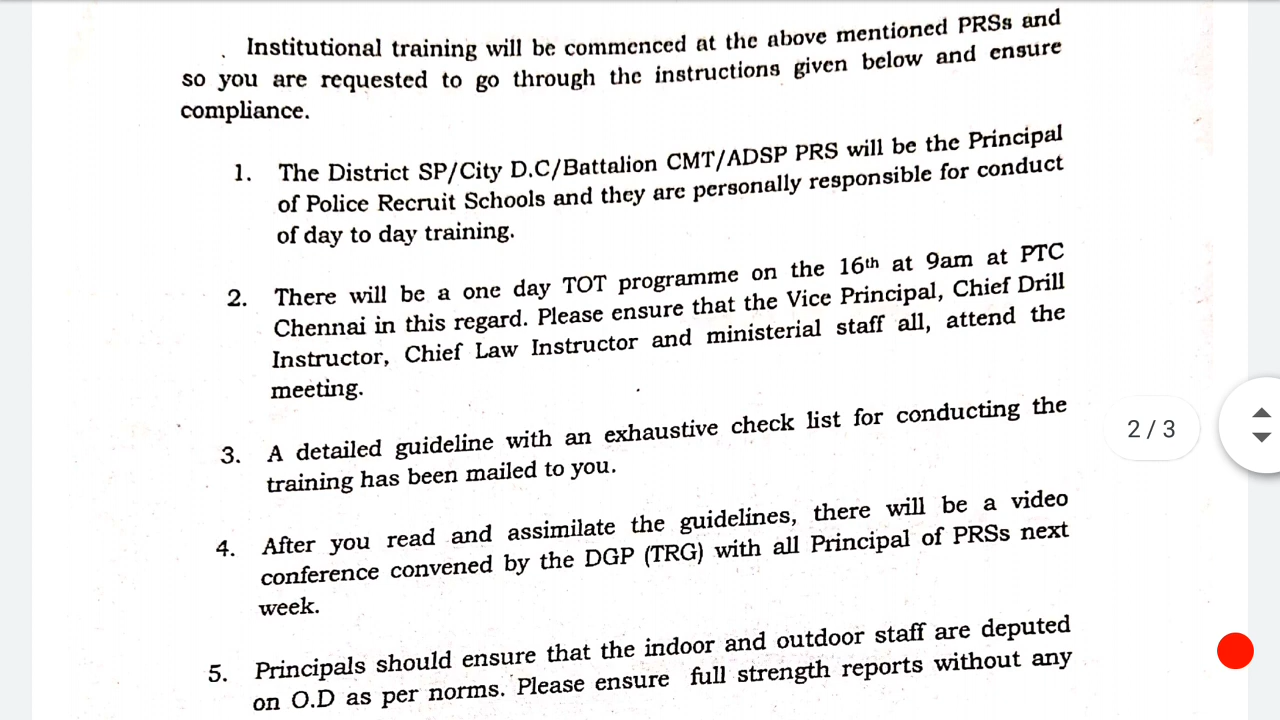 Institutional training will be commenced at the above mentioned PRSs and
so you are requested to go through the instructions given below and ensure
compliance.
1. The District SP/City D.C/Battalion CMT/ADSP PRS will be the Principal
of Police Recruit Schools and they are personally responsible for conduct
of day to day training.
2. There will be a one day TOT programme on the 16th at 9am at PTC
Chennai in this regard. Please ensure that the Vice Principal, Chief Drill
Instructor, Chief Law Instructor and ministerial staff all, attend the
meeting.
3. A detailed guideline with an exhaustive check list for conducting the
training has been mailed to you.
2 / 3
4. After you read and assimilate the guidelines, there will be a video
conference convened by the DGP (TRG) with all Principal of PRSs next
week.
5. Principals should ensure that the indoor and outdoor staff are deputed
on O.D as per norms. Please ensure full strength reports without any